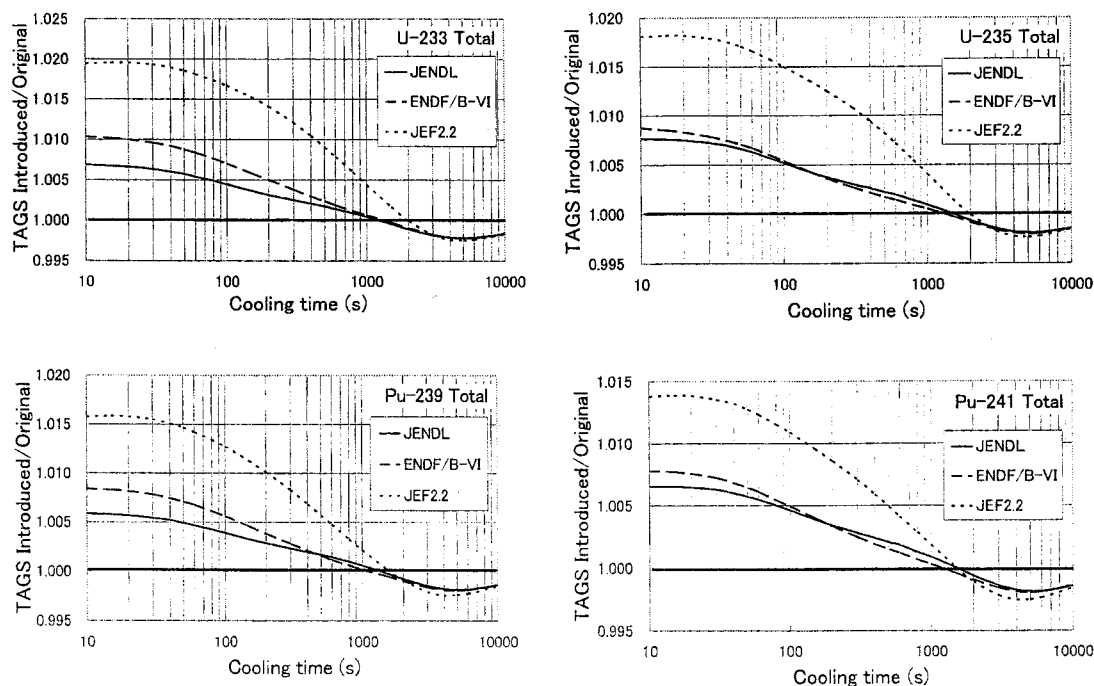 1.025
1.020
1.015
1.010
1.005
1.000
0.995
TAGS Introduced/Original
U-233 Total
JENDL
ENDF/B-VI
JEF2.2
10
100
1000
10000
Cooling time (s)
1.020
1.015
1.010
1.005
1.000
0.995
TAGS Inroduced/Original
U-235 Total
JENDL
ENDF/B-VI
JEF2.2
10
100
1000
10000
Cooling time (s)
1.020
1.015
1.010
1.005
1.000
0.995
TAGS Introduced/Original
Pu-239 Total
JENDL
ENDF/B-VI
JEF2.2
10
100
1000
10000
Cooling time (s)
1.015
1.010
1.005
1.000
0.995
TAGS Introduced/Original
Pu-241 Total
JENDL
ENDF/B-VI
JEF2.2
10
100
1000
10000
Cooling time (s)